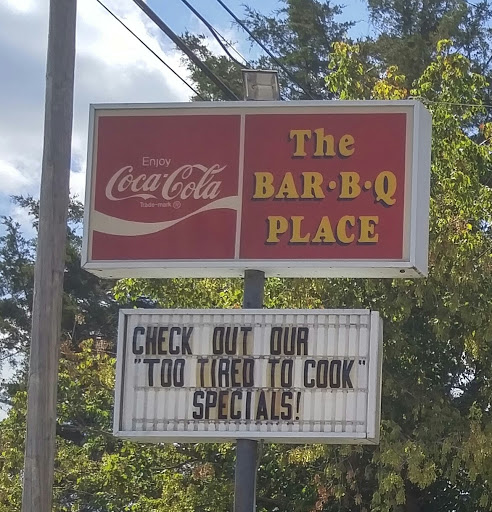 Enjoy
Coca-Cola
Trade-mark ®
The
BAR·B·Q
PLACE
CHECK OUT OUR
"TOO TIRED TO COOK"
SPECIALS!